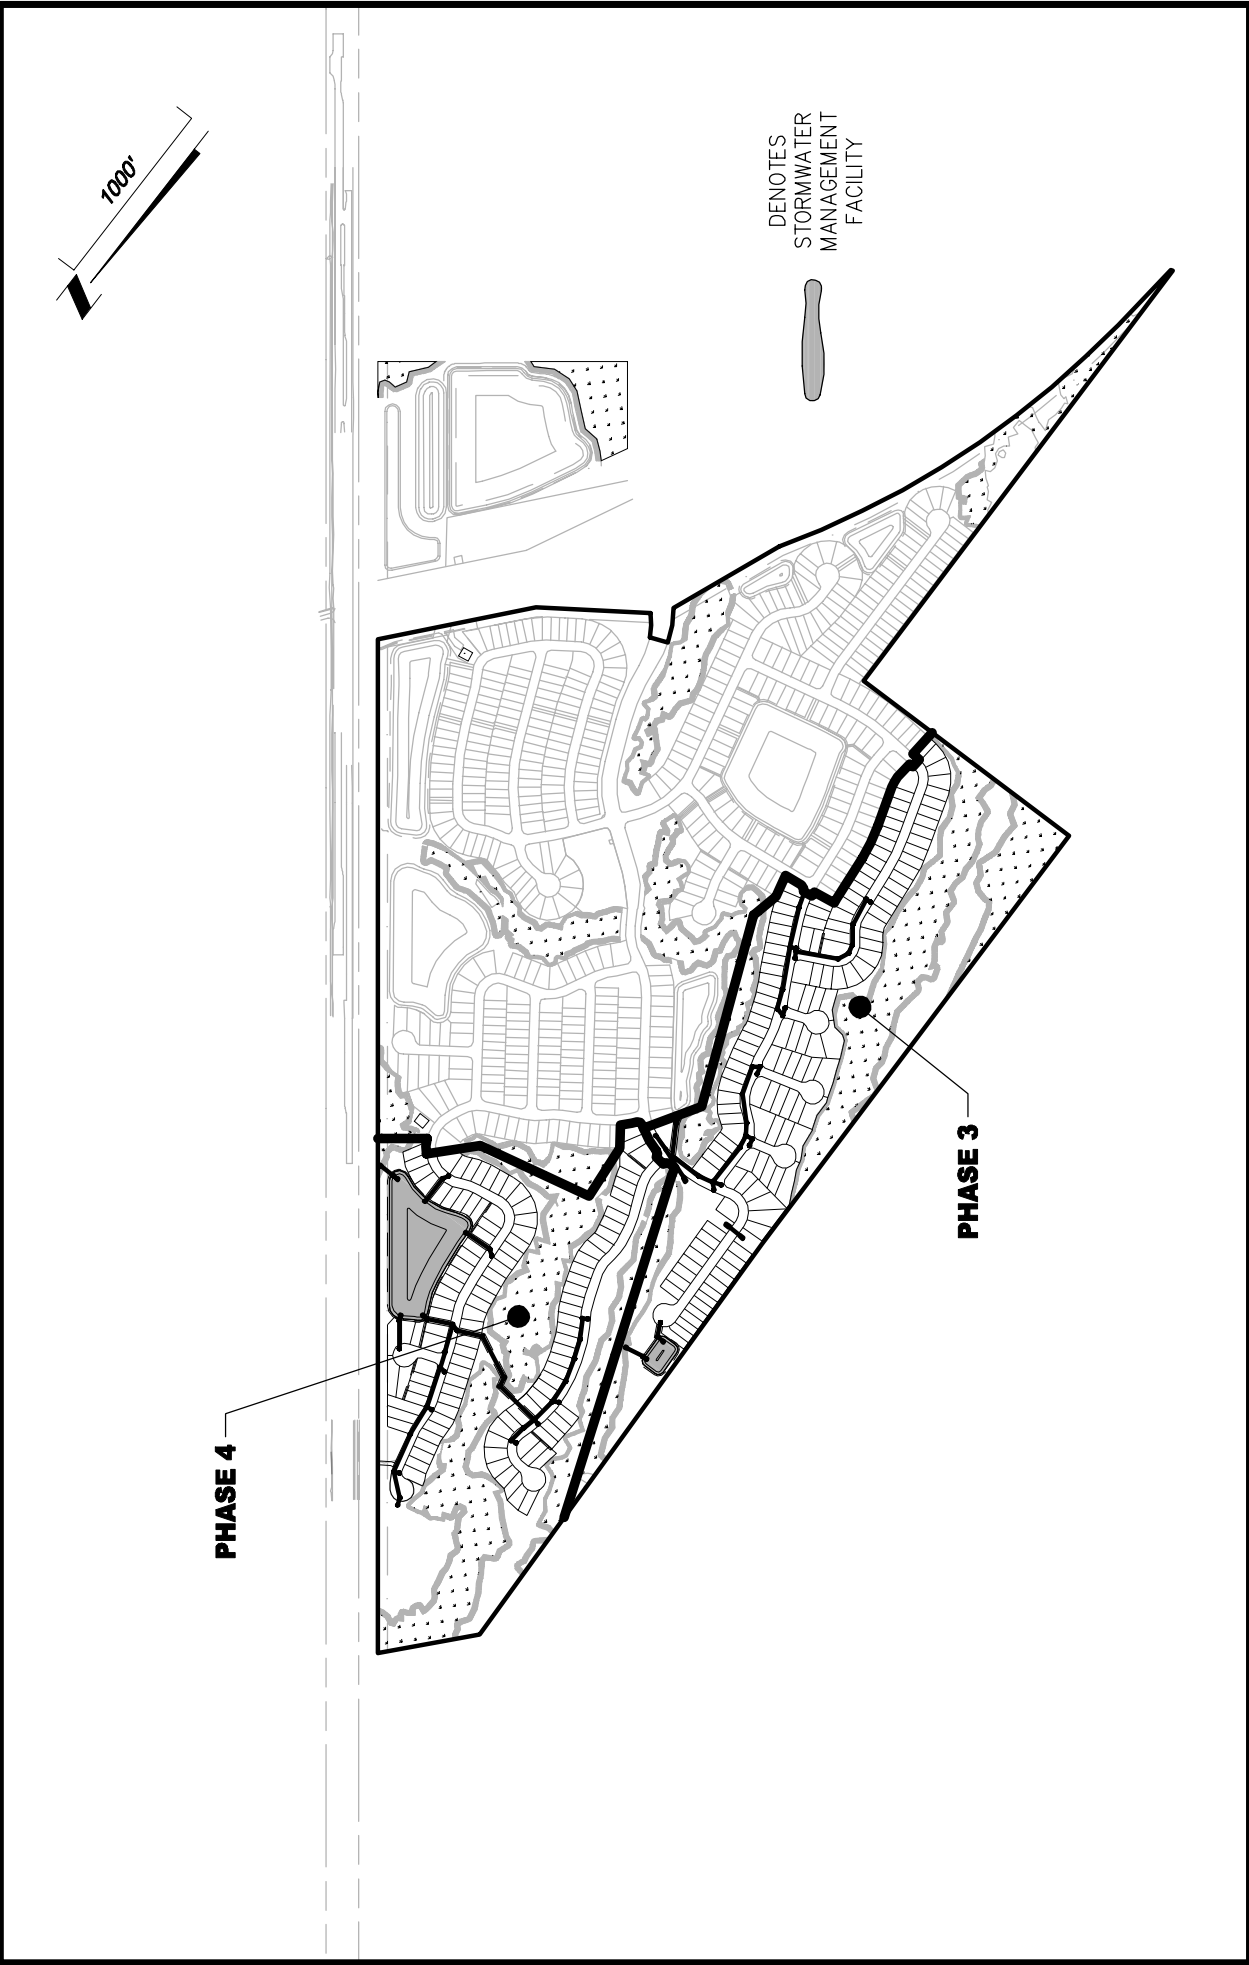 1000'
DENOTES
STORMWATER
MANAGEMENT
FACILITY
PHASE 3
PHASE 4